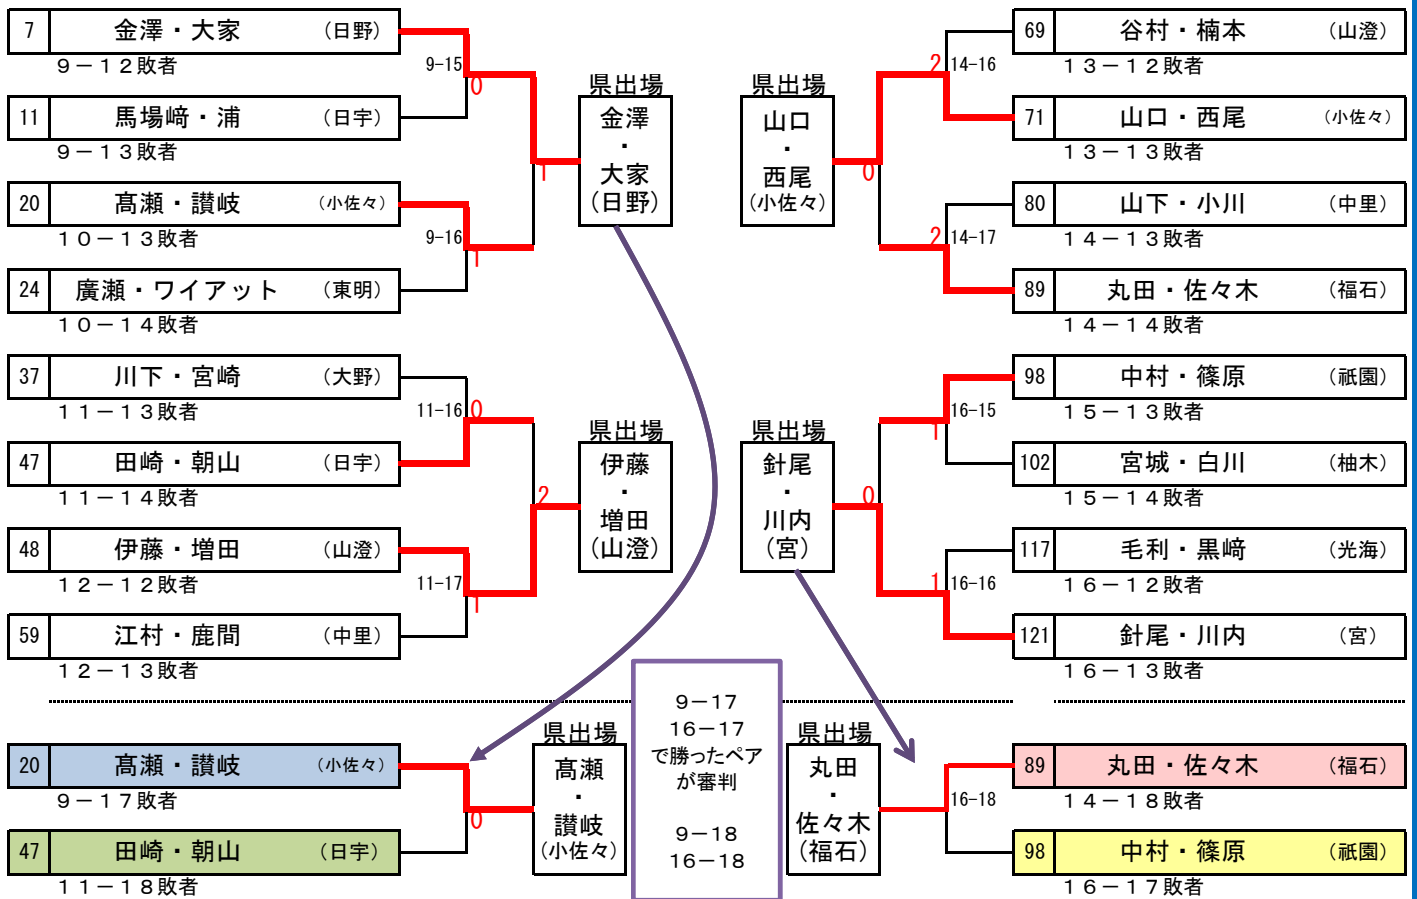 7 金澤・大家 （日野）
９－１２敗者
9-15
0
11 馬場﨑・浦 （日宇）
９－１３敗者
1
20 髙瀬・讃岐 （小佐々）
１０－１３敗者
9-16
1
24 廣瀬・ワイアット （東明）
１０－１４敗者
県出場
金澤
・
大家
（日野）
37 川下・宮崎 （大野）
１１－１３敗者
11-16
0
47 田崎・朝山 （日宇）
１１－１４敗者
2
48 伊藤・増田 （山澄）
１２－１２敗者
11-17
1
59 江村・鹿間 （中里）
１２－１３敗者
県出場
伊藤
・
増田
（山澄）
県出場
山口
・
西尾
（小佐々）
69 谷村・楠本 （山澄）
１３－１２敗者
2
14-16
71 山口・西尾 （小佐々）
１３－１３敗者
0
80 山下・小川 （中里）
１４－１３敗者
2
14-17
89 丸田・佐々木 （福石）
１４－１４敗者
県出場
針尾
・
川内
（宮）
98 中村・篠原 （祇園）
１５－１３敗者
16-15
1
102 宮城・白川 （柚木）
１５－１４敗者
0
117 毛利・黒﨑 （光海）
１６－１２敗者
1
16-16
121 針尾・川内 （宮）
１６－１３敗者
20 髙瀬・讃岐 （小佐々）
９－１７敗者
0
47 田崎・朝山 （日宇）
１１－１８敗者
県出場
髙瀬
・
讃岐
（小佐々）
９－17
16－17
で勝ったペア
が審判
９－18
16－18
県出場
丸田
・
佐々木
（福石）
89 丸田・佐々木 （福石）
１４－１８敗者
16-18
98 中村・篠原 （祇園）
１６－１７敗者